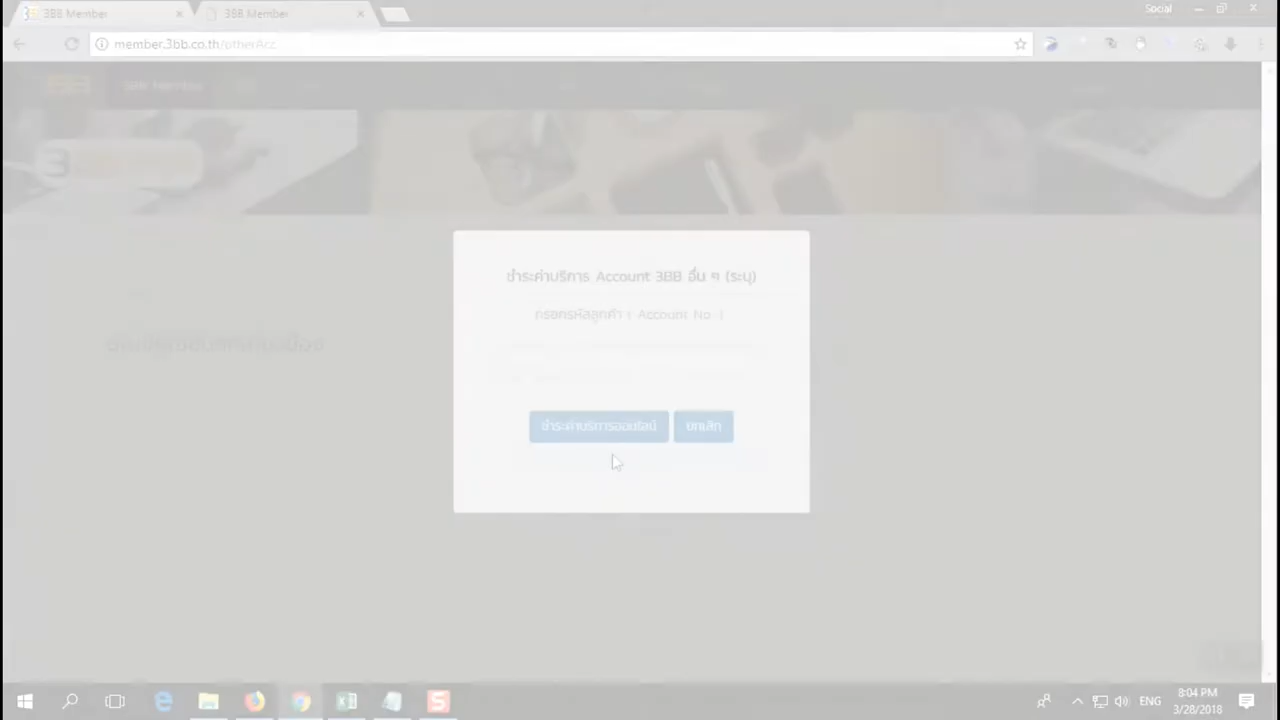 3BB Member
3BB Member
Social
member.3bb.co.th/otherAcc
3BB Member
3
ชำระค่าบริการ Account 3BB อื่น ๆ (ระบุ)
กรอกรหัสลูกค้า ( Account No. )
ชำระค่าบริการออนไลน์
ยกเลิก
ENG
8:04 PM
3/28/2018